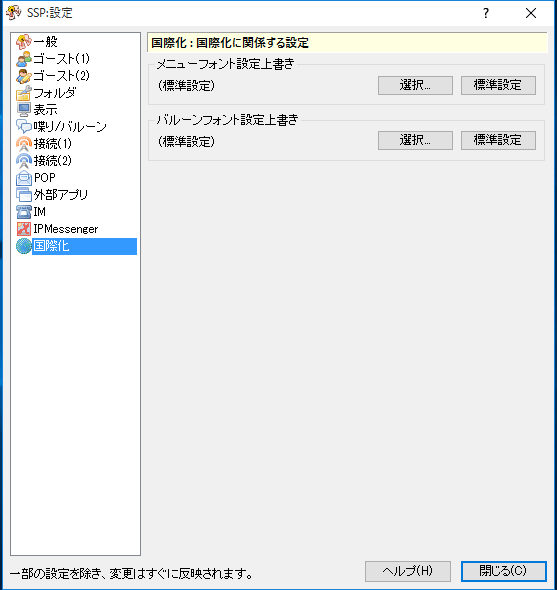 SSP:設定
?
一般
ゴースト(1)
ゴースト(2)
フォルダ
表示
喋り/バルーン
接続(1)
接続(2)
POP
外部アプリ
IM
IPMessenger
国際化
国際化 : 国際化に関係する設定
メニューフォント設定上書き
(標準設定) 選択... 標準設定
バルーンフォント設定上書き
(標準設定) 選択... 標準設定
一部の設定を除き、変更はすぐに反映されます。
ヘルプ(H) 閉じる(C)